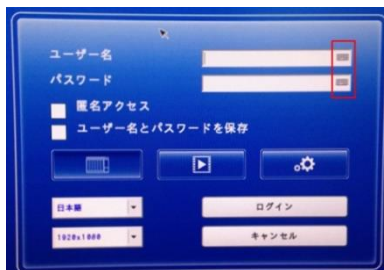 ユーザー名
パスワード
匿名アクセス
ユーザー名とパスワードを保存
日本語
ログイン
1920x1080
キャンセル